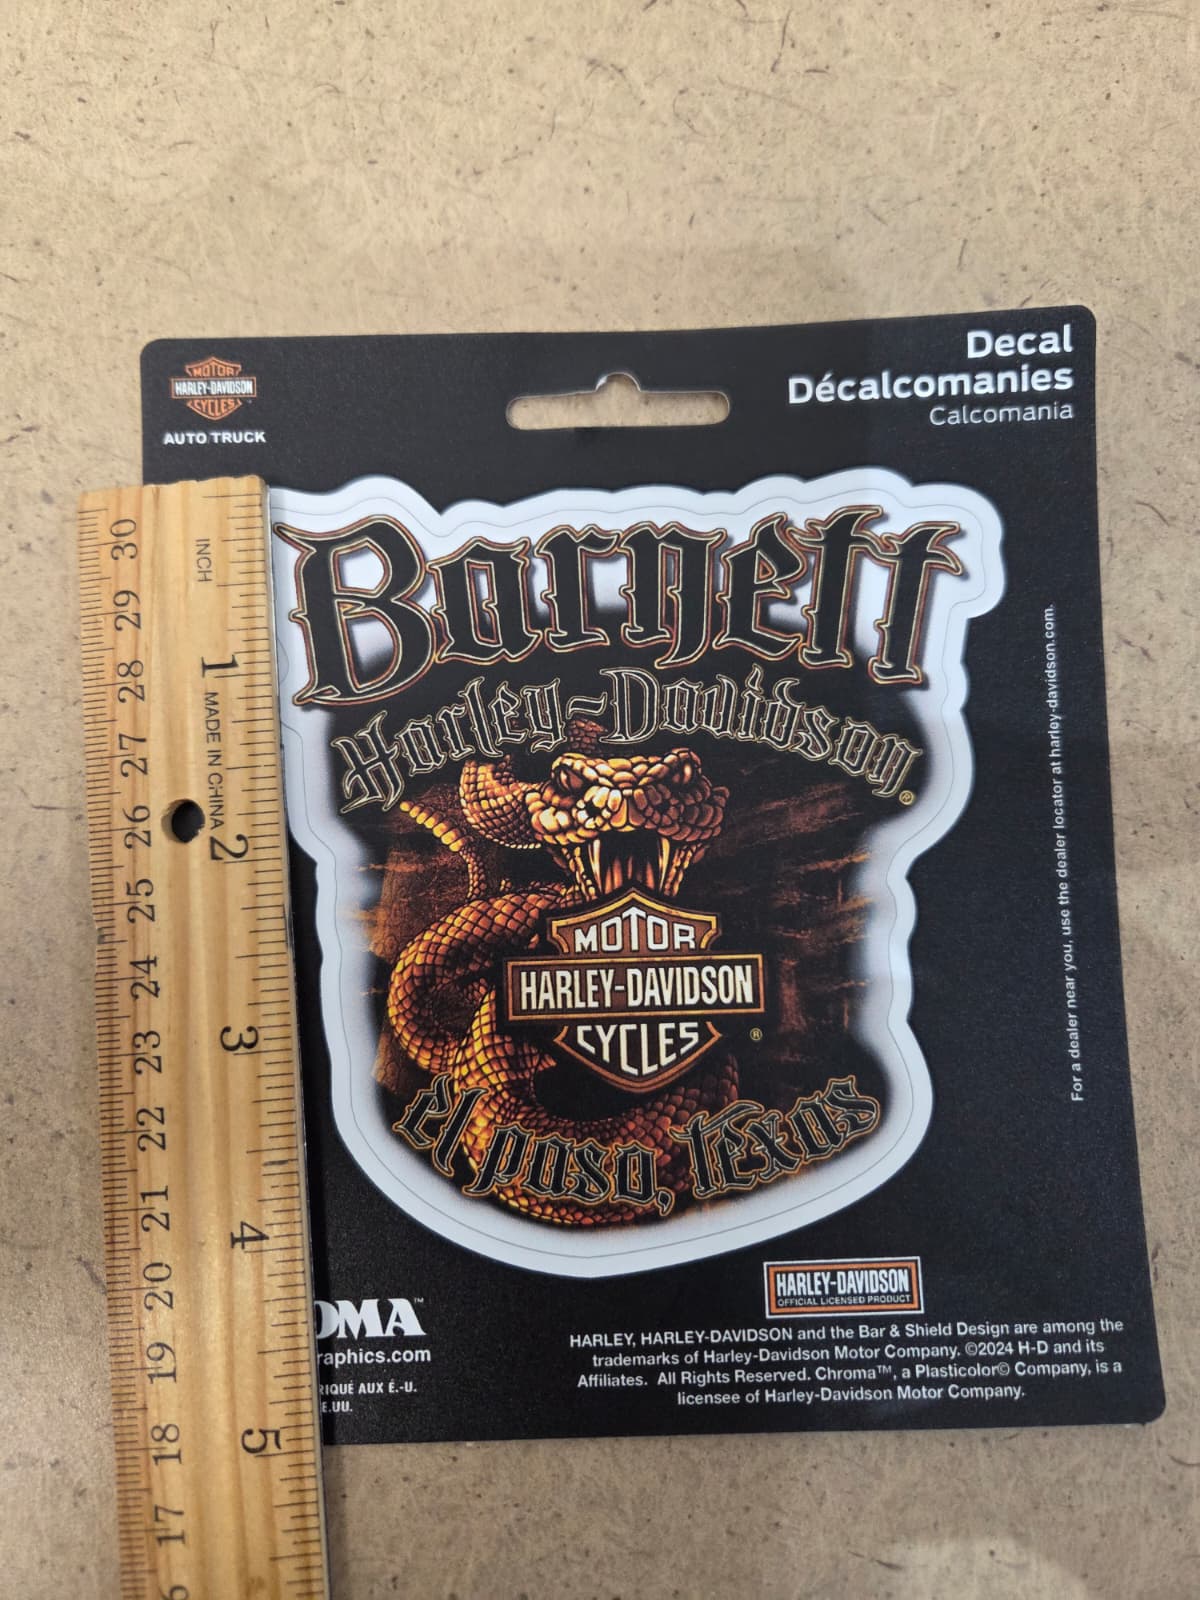 Decal
Décalcomanies
Calcomania
MOTOR
HARLEY-DAVIDSON
CYCLES
AUTO TRUCK
Barnett
Harley-Davidson®
MOTOR
HARLEY-DAVIDSON
CYCLES ®
El Paso, Texas
For a dealer near you, use the dealer locator at harley-davidson.com.
HARLEY-DAVIDSON
OFFICIAL LICENSED PRODUCT
HARLEY, HARLEY-DAVIDSON and the Bar & Shield Design are among the
trademarks of Harley-Davidson Motor Company. ©2024 H-D and its
Affiliates. All Rights Reserved. Chroma™, a Plasticolor© Company, is a
licensee of Harley-Davidson Motor Company.
OMA™
raphics.com
RIQUÉ AUX É.-U.
E.UU.
INCH
1 2 3 4 5
MADE IN CHINA
30 29 28 27 26 25 24 23 22 21 20 19 18 17 6